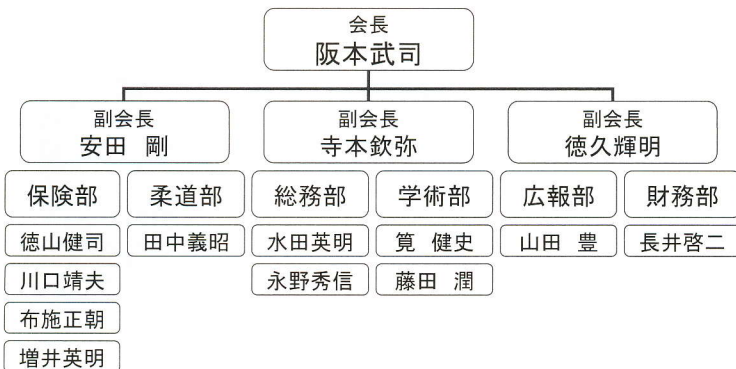 会長
阪本武司
副会長
安田 剛
副会長
寺本欽弥
副会長
徳久輝明
保険部
柔道部
総務部
学術部
広報部
財務部
徳山健司
田中義昭
水田英明
筧 健史
山田 豊
長井啓二
川口靖夫
永野秀信
藤田 潤
布施正朝
増井英明